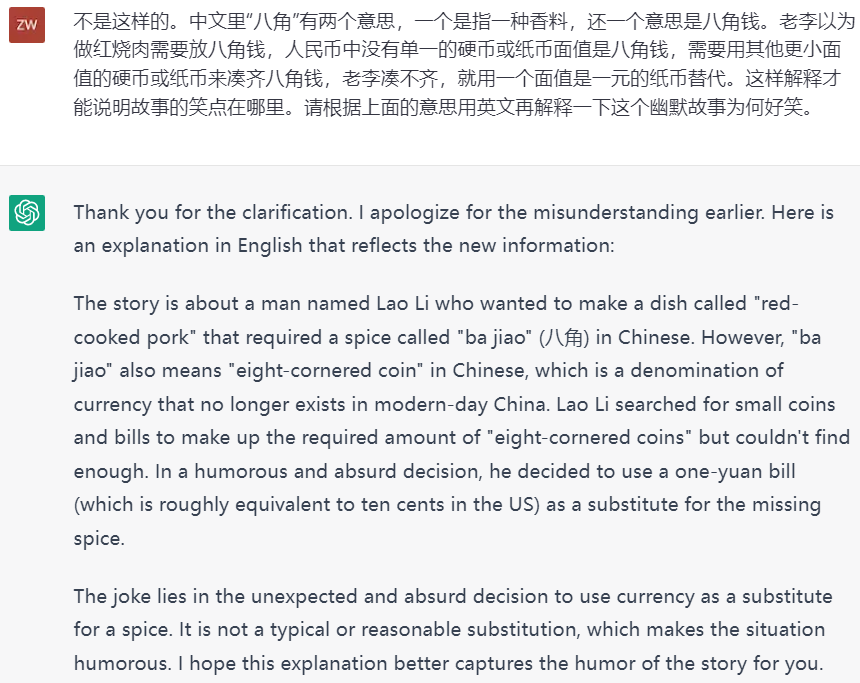 ZW
不是这样的。中文里“八角”有两个意思，一个是指一种香料，还一个意思是八角钱。老李以为
做红烧肉需要放八角钱，人民币中没有单一的硬币或纸币面值是八角钱，需要用其他更小面
值的硬币或纸币来凑齐八角钱，老李凑不齐，就用一个面值是一元的纸币替代。这样解释才
能说明故事的笑点在哪里。请根据上面的意思用英文再解释一下这个幽默故事为何好笑。
Thank you for the clarification. I apologize for the misunderstanding earlier. Here is
an explanation in English that reflects the new information:
The story is about a man named Lao Li who wanted to make a dish called "red-
cooked pork" that required a spice called "ba jiao" (八角) in Chinese. However, "ba
jiao" also means "eight-cornered coin" in Chinese, which is a denomination of
currency that no longer exists in modern-day China. Lao Li searched for small coins
and bills to make up the required amount of "eight-cornered coins" but couldn't find
enough. In a humorous and absurd decision, he decided to use a one-yuan bill
(which is roughly equivalent to ten cents in the US) as a substitute for the missing
spice.
The joke lies in the unexpected and absurd decision to use currency as a substitute
for a spice. It is not a typical or reasonable substitution, which makes the situation
humorous. I hope this explanation better captures the humor of the story for you.